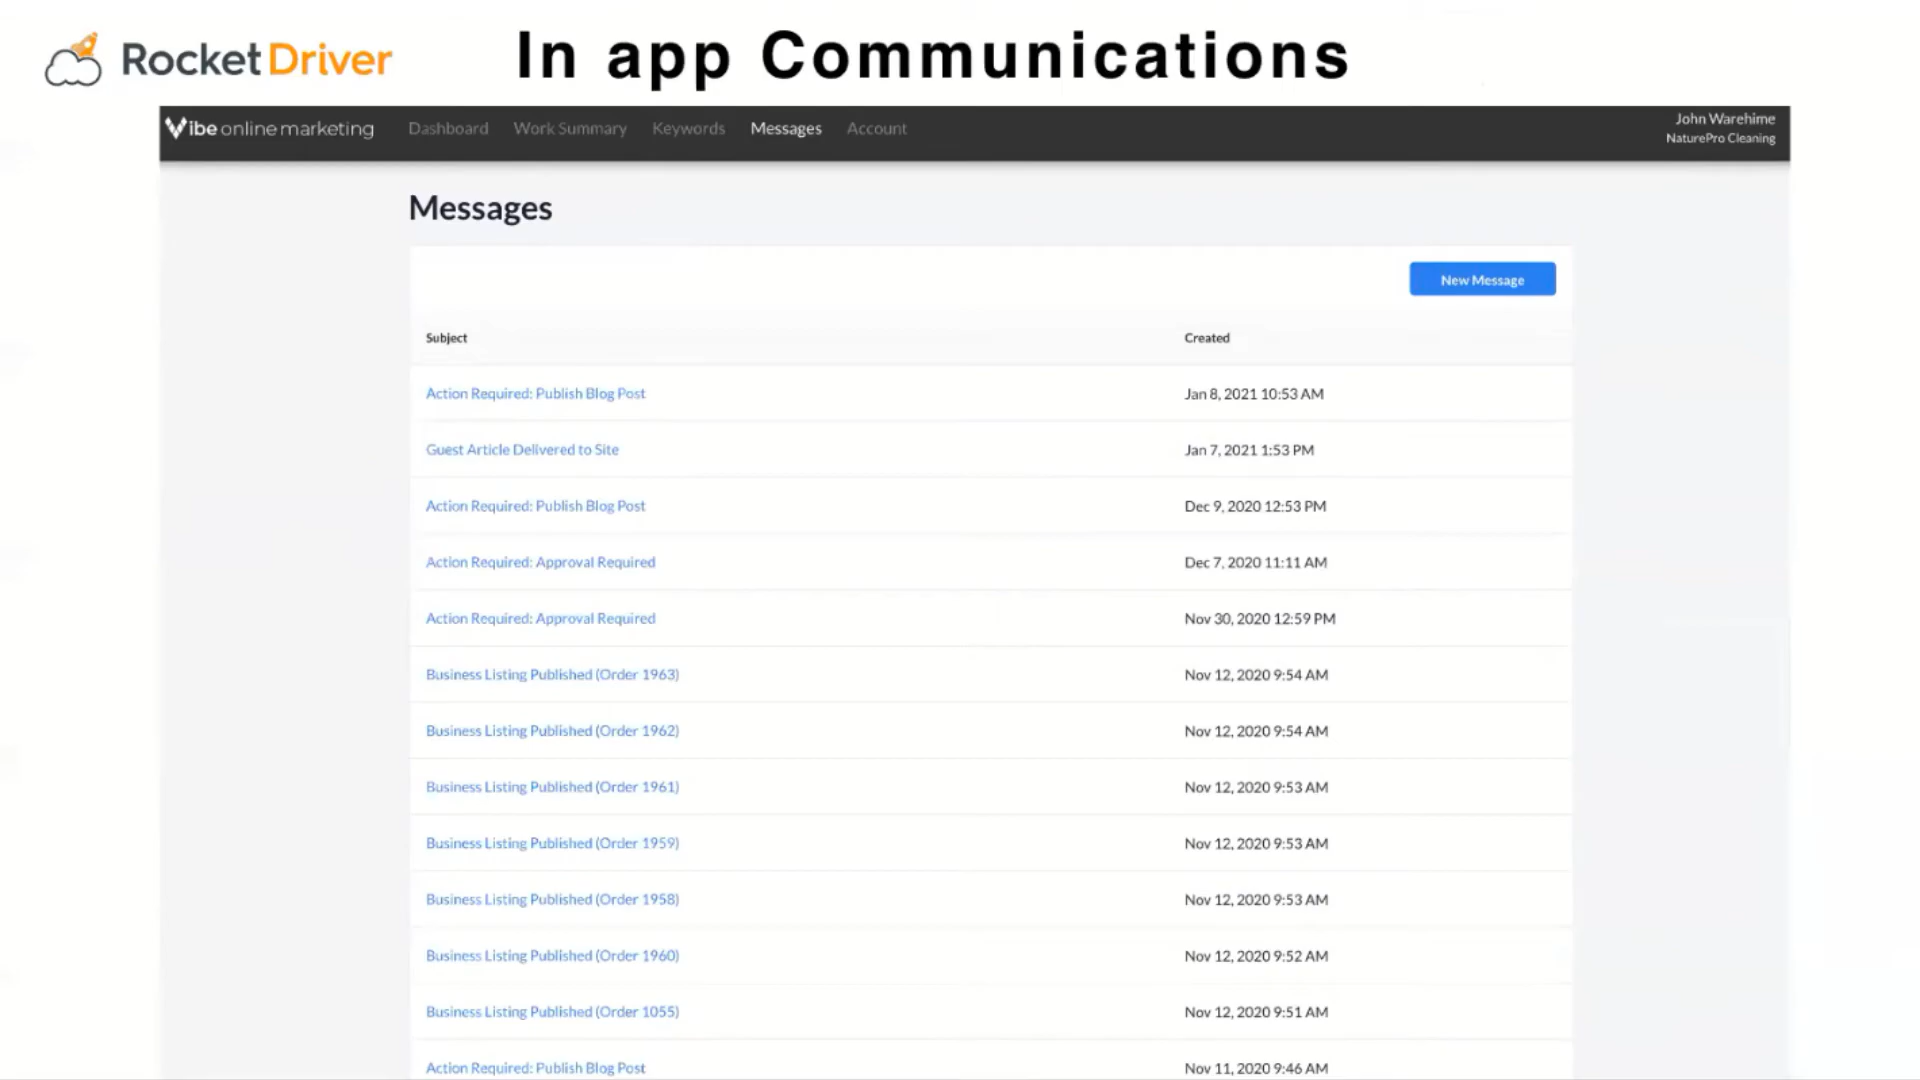 RocketDriver
In app Communications
Vibe online marketing
Dashboard Work Summary Keywords Messages Account
John Warehime
NaturePro Cleaning
Messages
New Message
Subject Created
Action Required: Publish Blog Post Jan 8, 2021 10:53 AM
Guest Article Delivered to Site Jan 7, 2021 1:53 PM
Action Required: Publish Blog Post Dec 9, 2020 12:53 PM
Action Required: Approval Required Dec 7, 2020 11:11 AM
Action Required: Approval Required Nov 30, 2020 12:59 PM
Business Listing Published (Order 1963) Nov 12, 2020 9:54 AM
Business Listing Published (Order 1962) Nov 12, 2020 9:54 AM
Business Listing Published (Order 1961) Nov 12, 2020 9:53 AM
Business Listing Published (Order 1959) Nov 12, 2020 9:53 AM
Business Listing Published (Order 1958) Nov 12, 2020 9:53 AM
Business Listing Published (Order 1960) Nov 12, 2020 9:52 AM
Business Listing Published (Order 1055) Nov 12, 2020 9:51 AM
Action Required: Publish Blog Post Nov 11, 2020 9:46 AM